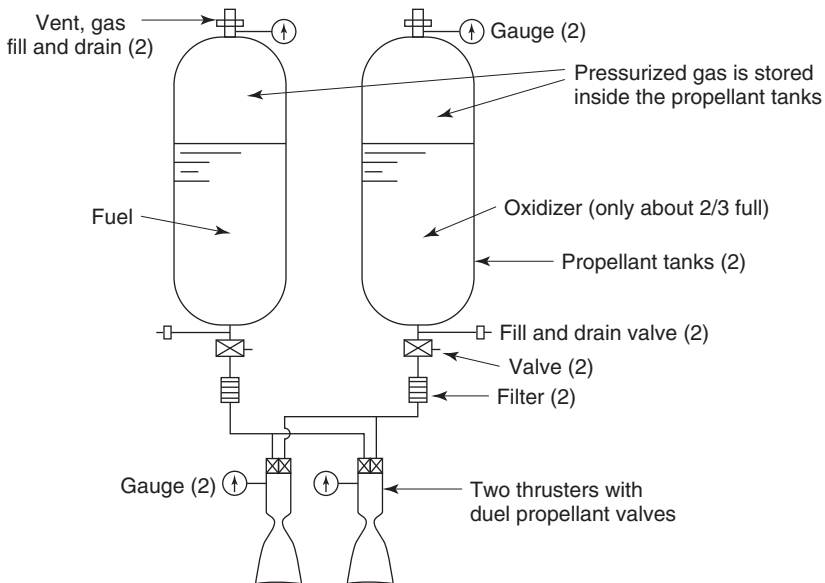 Vent, gas
fill and drain (2)
Gauge (2)
Pressurized gas is stored
inside the propellant tanks
Fuel
Oxidizer (only about 2/3 full)
Propellant tanks (2)
Fill and drain valve (2)
Valve (2)
Filter (2)
Gauge (2)
Two thrusters with
duel propellant valves